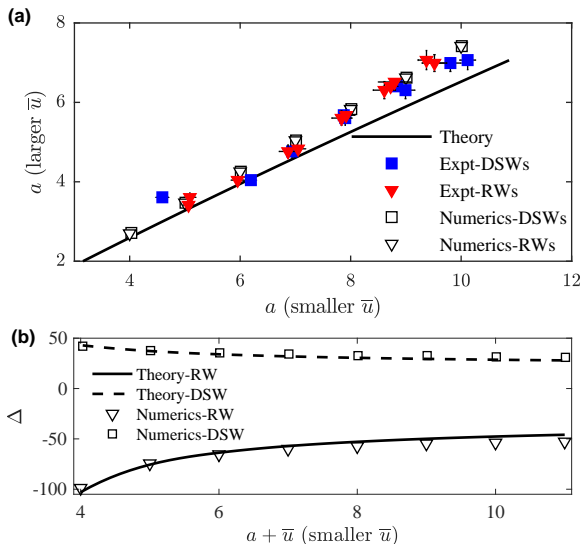 (a)
8
6
4
2
a (larger u̅)
Theory
Expt-DSWs
Expt-RWs
Numerics-DSWs
Numerics-RWs
4 6 8 10 12
a (smaller u̅)
(b)
50
0
-50
-100
Δ
Theory-RW
Theory-DSW
Numerics-RW
Numerics-DSW
4 6 8 10
a + u̅ (smaller u̅)